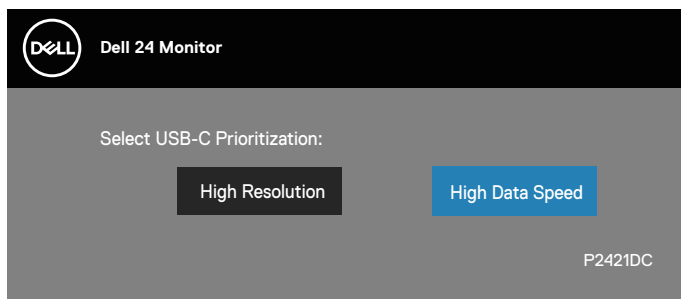 DELL
Dell 24 Monitor
Select USB-C Prioritization:
High Resolution
High Data Speed
P2421DC